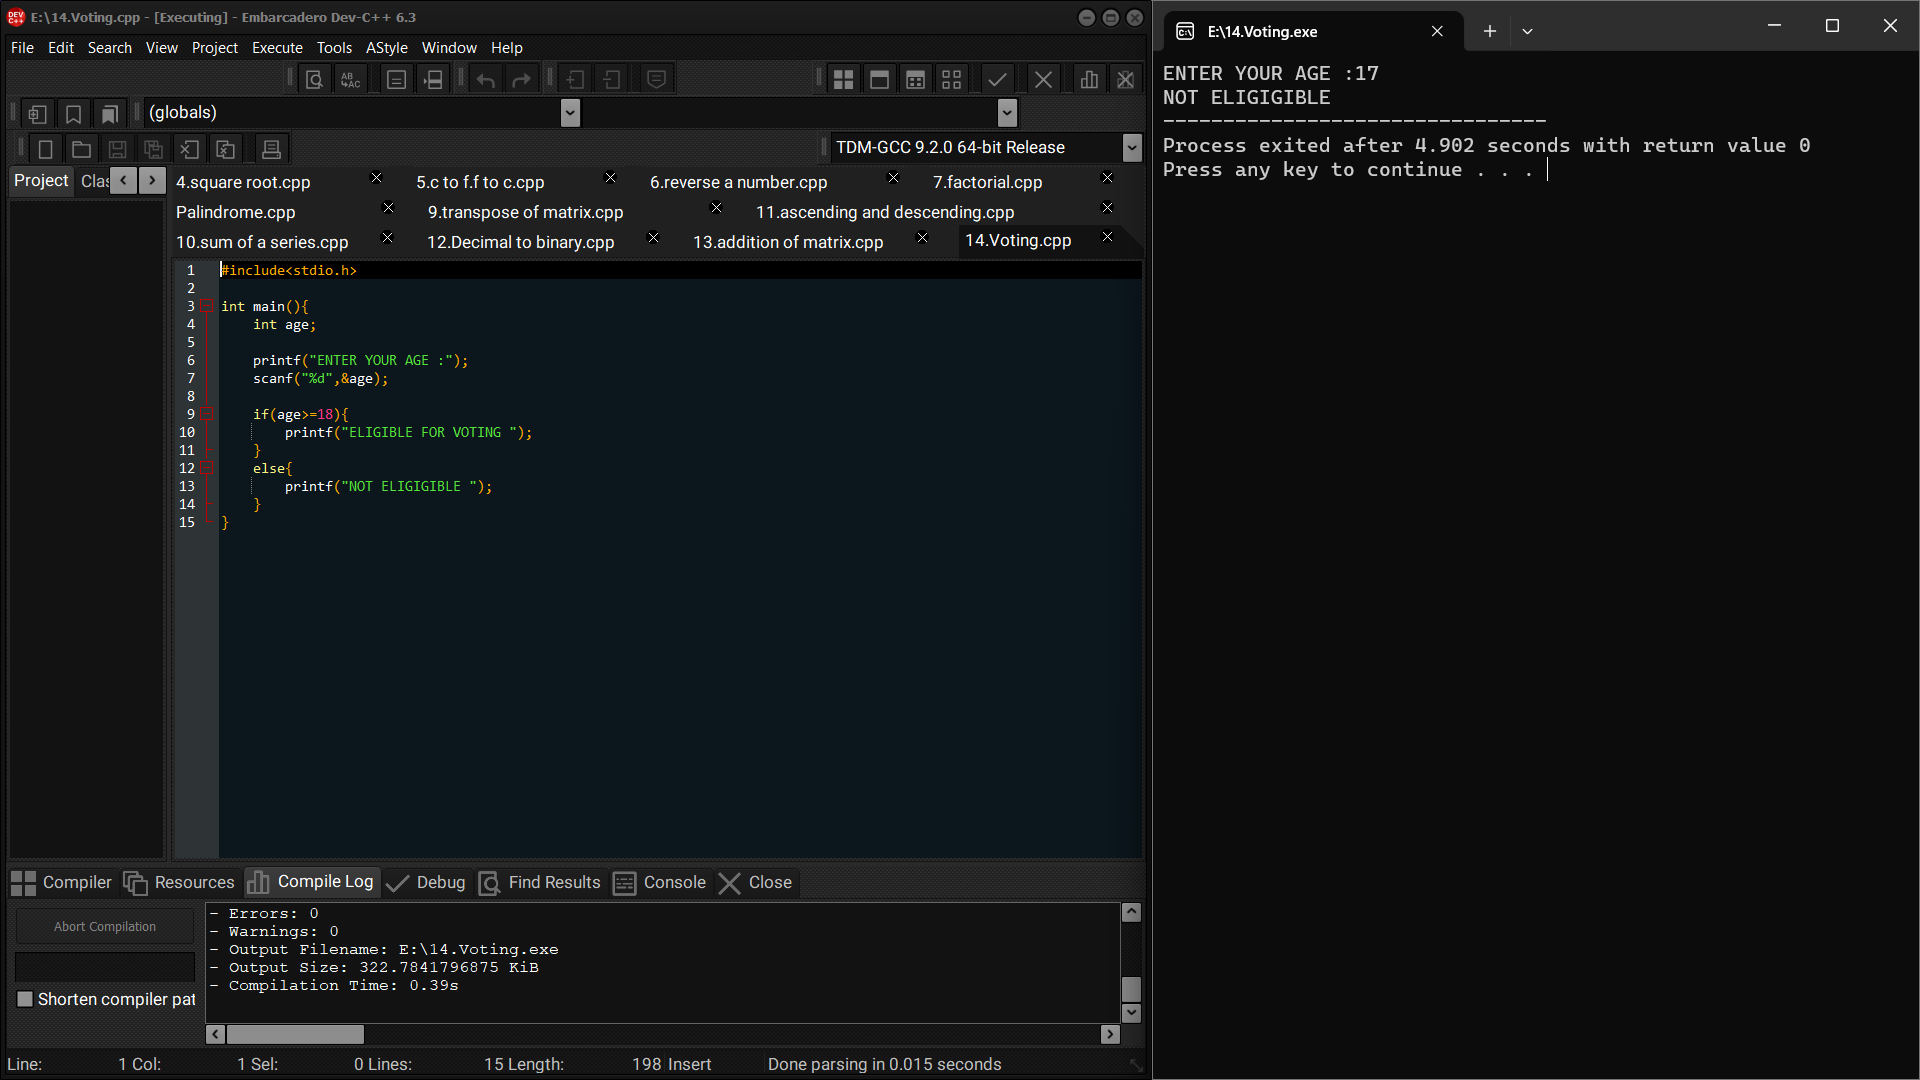 E:\14.Voting.cpp - [Executing] - Embarcadero Dev-C++ 6.3
File Edit Search View Project Execute Tools AStyle Window Help
(globals)
TDM-GCC 9.2.0 64-bit Release
Project Clas
4.square root.cpp 5.c to f.f to c.cpp 6.reverse a number.cpp 7.factorial.cpp
Palindrome.cpp 9.transpose of matrix.cpp 11.ascending and descending.cpp
10.sum of a series.cpp 12.Decimal to binary.cpp 13.addition of matrix.cpp 14.Voting.cpp
1 #include<stdio.h>
2
3 int main(){
4 int age;
5
6 printf("ENTER YOUR AGE :");
7 scanf("%d",&age);
8
9 if(age>=18){
10 printf("ELIGIBLE FOR VOTING ");
11 }
12 else{
13 printf("NOT ELIGIGIBLE ");
14 }
15 }
Compiler Resources Compile Log Debug Find Results Console Close
Abort Compilation
Shorten compiler pat
- Errors: 0
- Warnings: 0
- Output Filename: E:\14.Voting.exe
- Output Size: 322.7841796875 KiB
- Compilation Time: 0.39s
Line: 1 Col: 1 Sel: 0 Lines: 15 Length: 198 Insert Done parsing in 0.015 seconds
E:\14.Voting.exe
ENTER YOUR AGE :17
NOT ELIGIGIBLE
--------------------------------
Process exited after 4.902 seconds with return value 0
Press any key to continue . . .